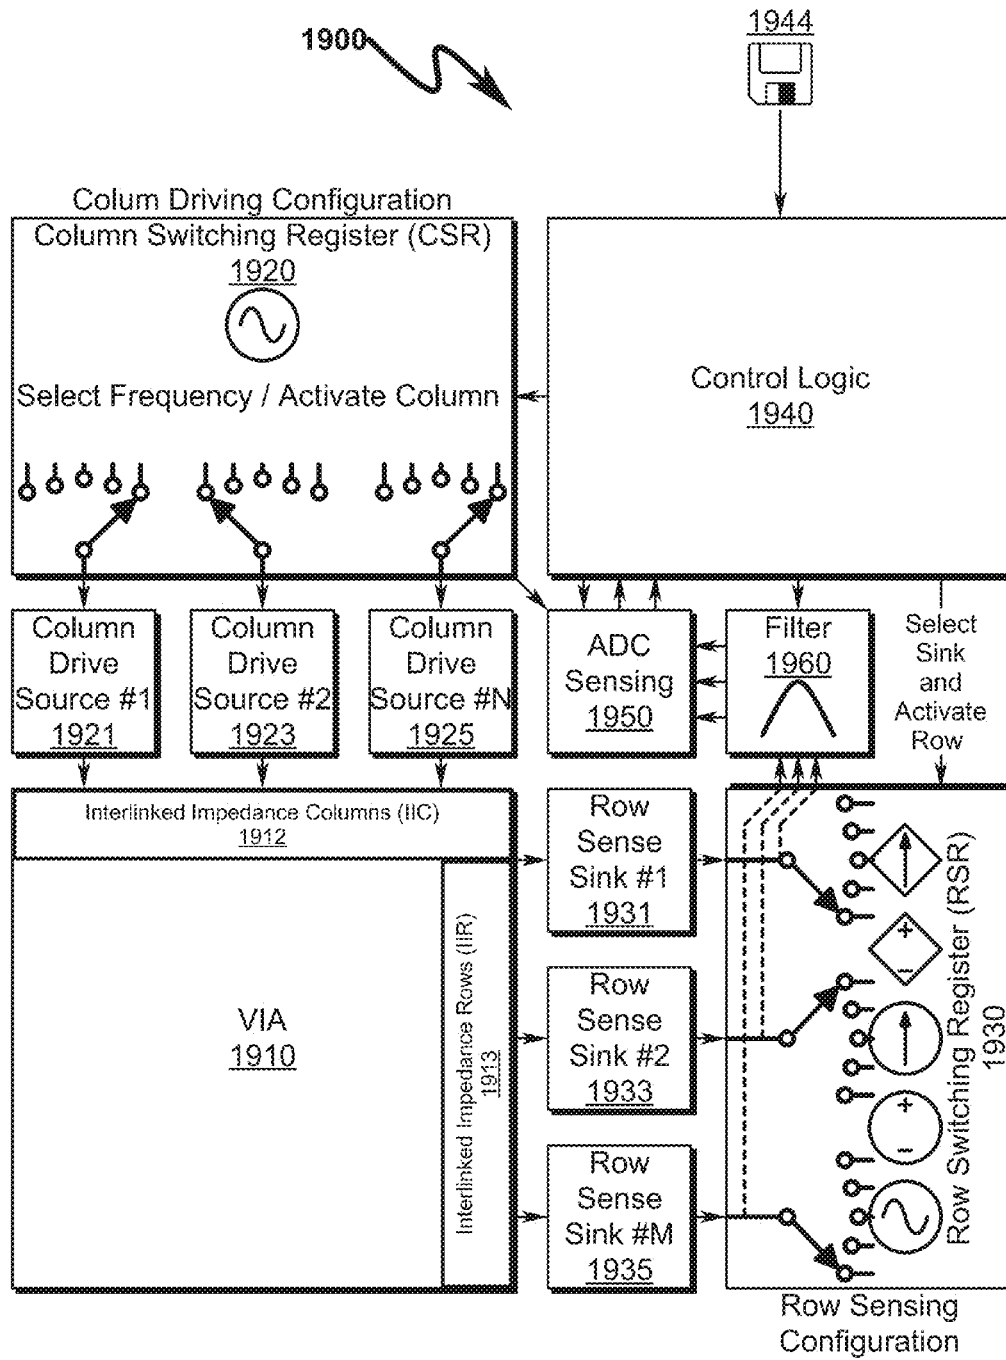 1900
1944
Colum Driving Configuration
Column Switching Register (CSR)
1920
Select Frequency / Activate Column
Control Logic
1940
Column
Drive
Source #1
1921
Column
Drive
Source #2
1923
Column
Drive
Source #N
1925
ADC
Sensing
1950
Filter
1960
Select
Sink
and
Activate
Row
Interlinked Impedance Columns (IIC)
1912
Interlinked Impedance Rows (IIR)
1913
VIA
1910
Row
Sense
Sink #1
1931
Row
Sense
Sink #2
1933
Row
Sense
Sink #M
1935
+
−
+
−
Row Switching Register (RSR)
1930
Row Sensing
Configuration